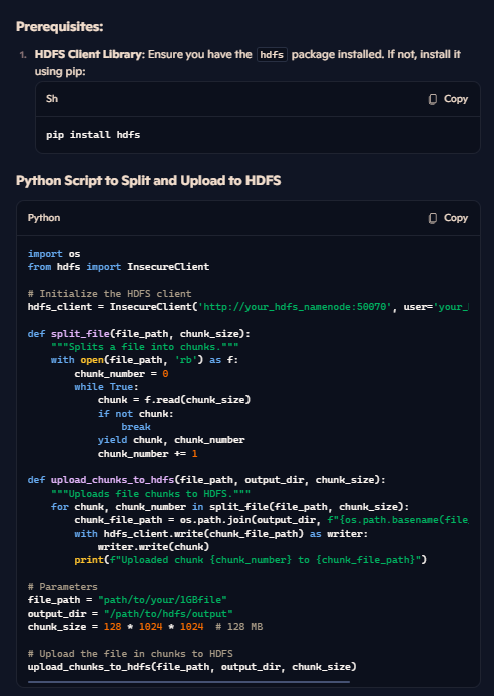 Prerequisites:
1. HDFS Client Library: Ensure you have the hdfs package installed. If not, install it
using pip:
Sh Copy
pip install hdfs
Python Script to Split and Upload to HDFS
Python Copy
import os
from hdfs import InsecureClient
# Initialize the HDFS client
hdfs_client = InsecureClient('http://your_hdfs_namenode:50070', user='your_
def split_file(file_path, chunk_size):
    """Splits a file into chunks."""
    with open(file_path, 'rb') as f:
        chunk_number = 0
        while True:
            chunk = f.read(chunk_size)
            if not chunk:
                break
            yield chunk, chunk_number
            chunk_number += 1
def upload_chunks_to_hdfs(file_path, output_dir, chunk_size):
    """Uploads file chunks to HDFS."""
    for chunk, chunk_number in split_file(file_path, chunk_size):
        chunk_file_path = os.path.join(output_dir, f"{os.path.basename(file_
        with hdfs_client.write(chunk_file_path) as writer:
            writer.write(chunk)
        print(f"Uploaded chunk {chunk_number} to {chunk_file_path}")
# Parameters
file_path = "path/to/your/1GBfile"
output_dir = "/path/to/hdfs/output"
chunk_size = 128 * 1024 * 1024  # 128 MB
# Upload the file in chunks to HDFS
upload_chunks_to_hdfs(file_path, output_dir, chunk_size)